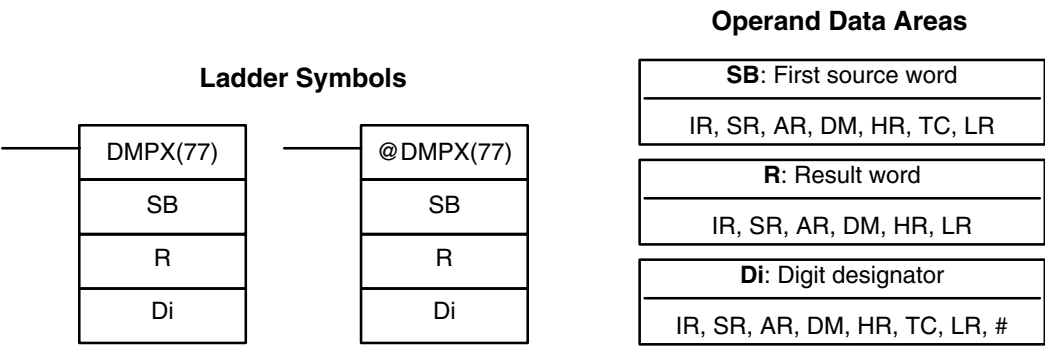 Ladder Symbols
DMPX(77)
SB
R
Di
@DMPX(77)
SB
R
Di
Operand Data Areas
SB: First source word
IR, SR, AR, DM, HR, TC, LR
R: Result word
IR, SR, AR, DM, HR, LR
Di: Digit designator
IR, SR, AR, DM, HR, TC, LR, #